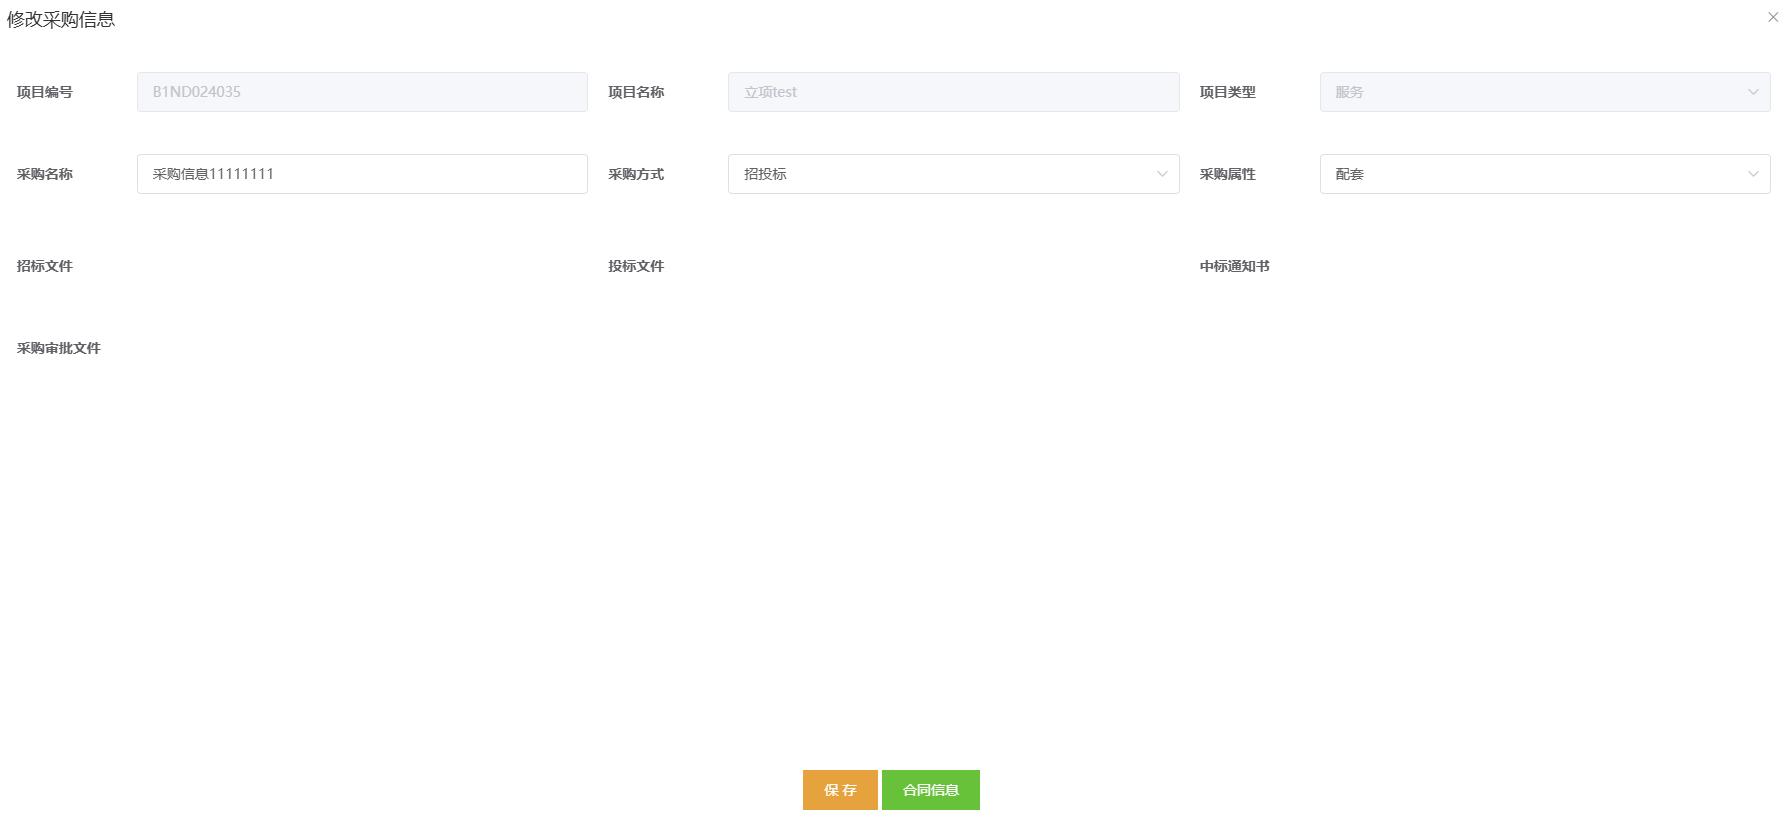 修改采购信息
项目编号 B1ND024035 项目名称 立项test 项目类型 服务
采购名称 采购信息11111111 采购方式 招投标 采购属性 配套
招标文件 投标文件 中标通知书
采购审批文件
保 存 合同信息